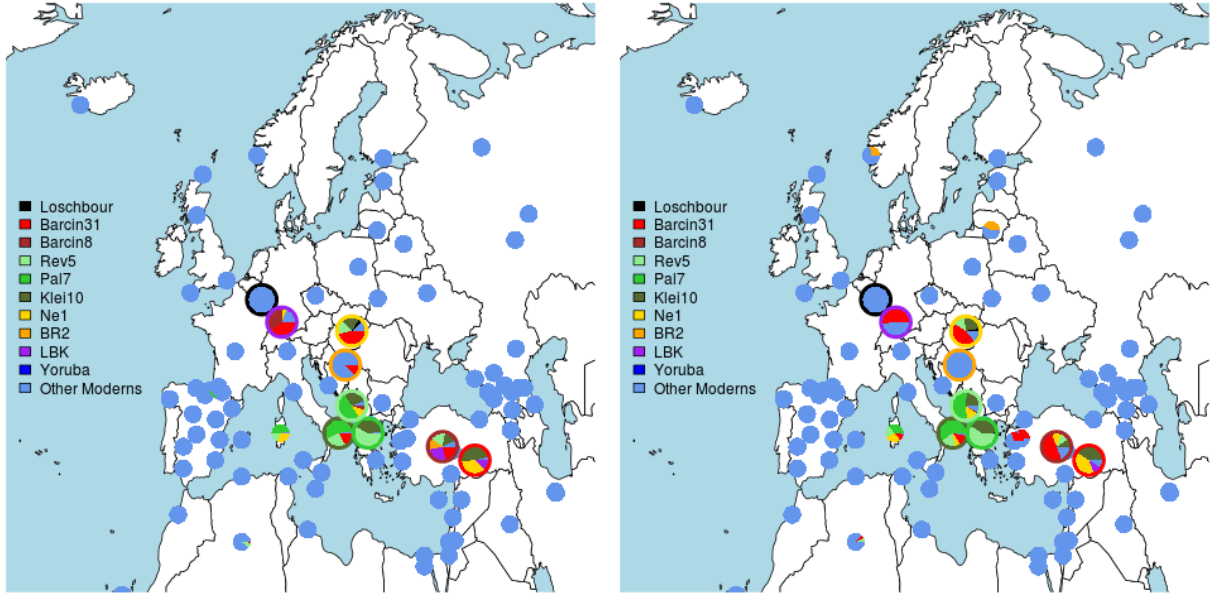 Loschbour
Barcin31
Barcin8
Rev5
Pal7
Klei10
Ne1
BR2
LBK
Yoruba
Other Moderns
Loschbour
Barcin31
Barcin8
Rev5
Pal7
Klei10
Ne1
BR2
LBK
Yoruba
Other Moderns